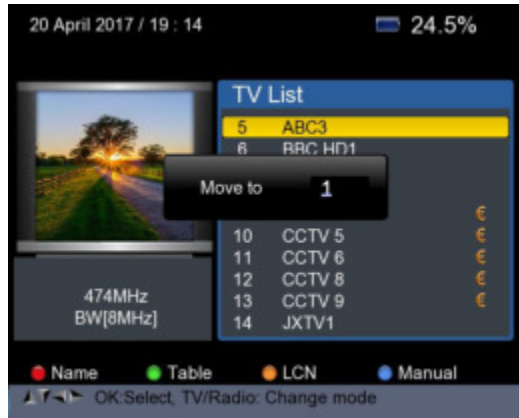 20 April 2017 / 19 : 14
24.5%
TV List
5 ABC3
6 BBC HD1
Move to 1
€
10 CCTV 5 €
11 CCTV 6 €
12 CCTV 8 €
13 CCTV 9 €
14 JXTV1
474MHz
BW[8MHz]
Name Table LCN Manual
OK:Select, TV/Radio: Change mode